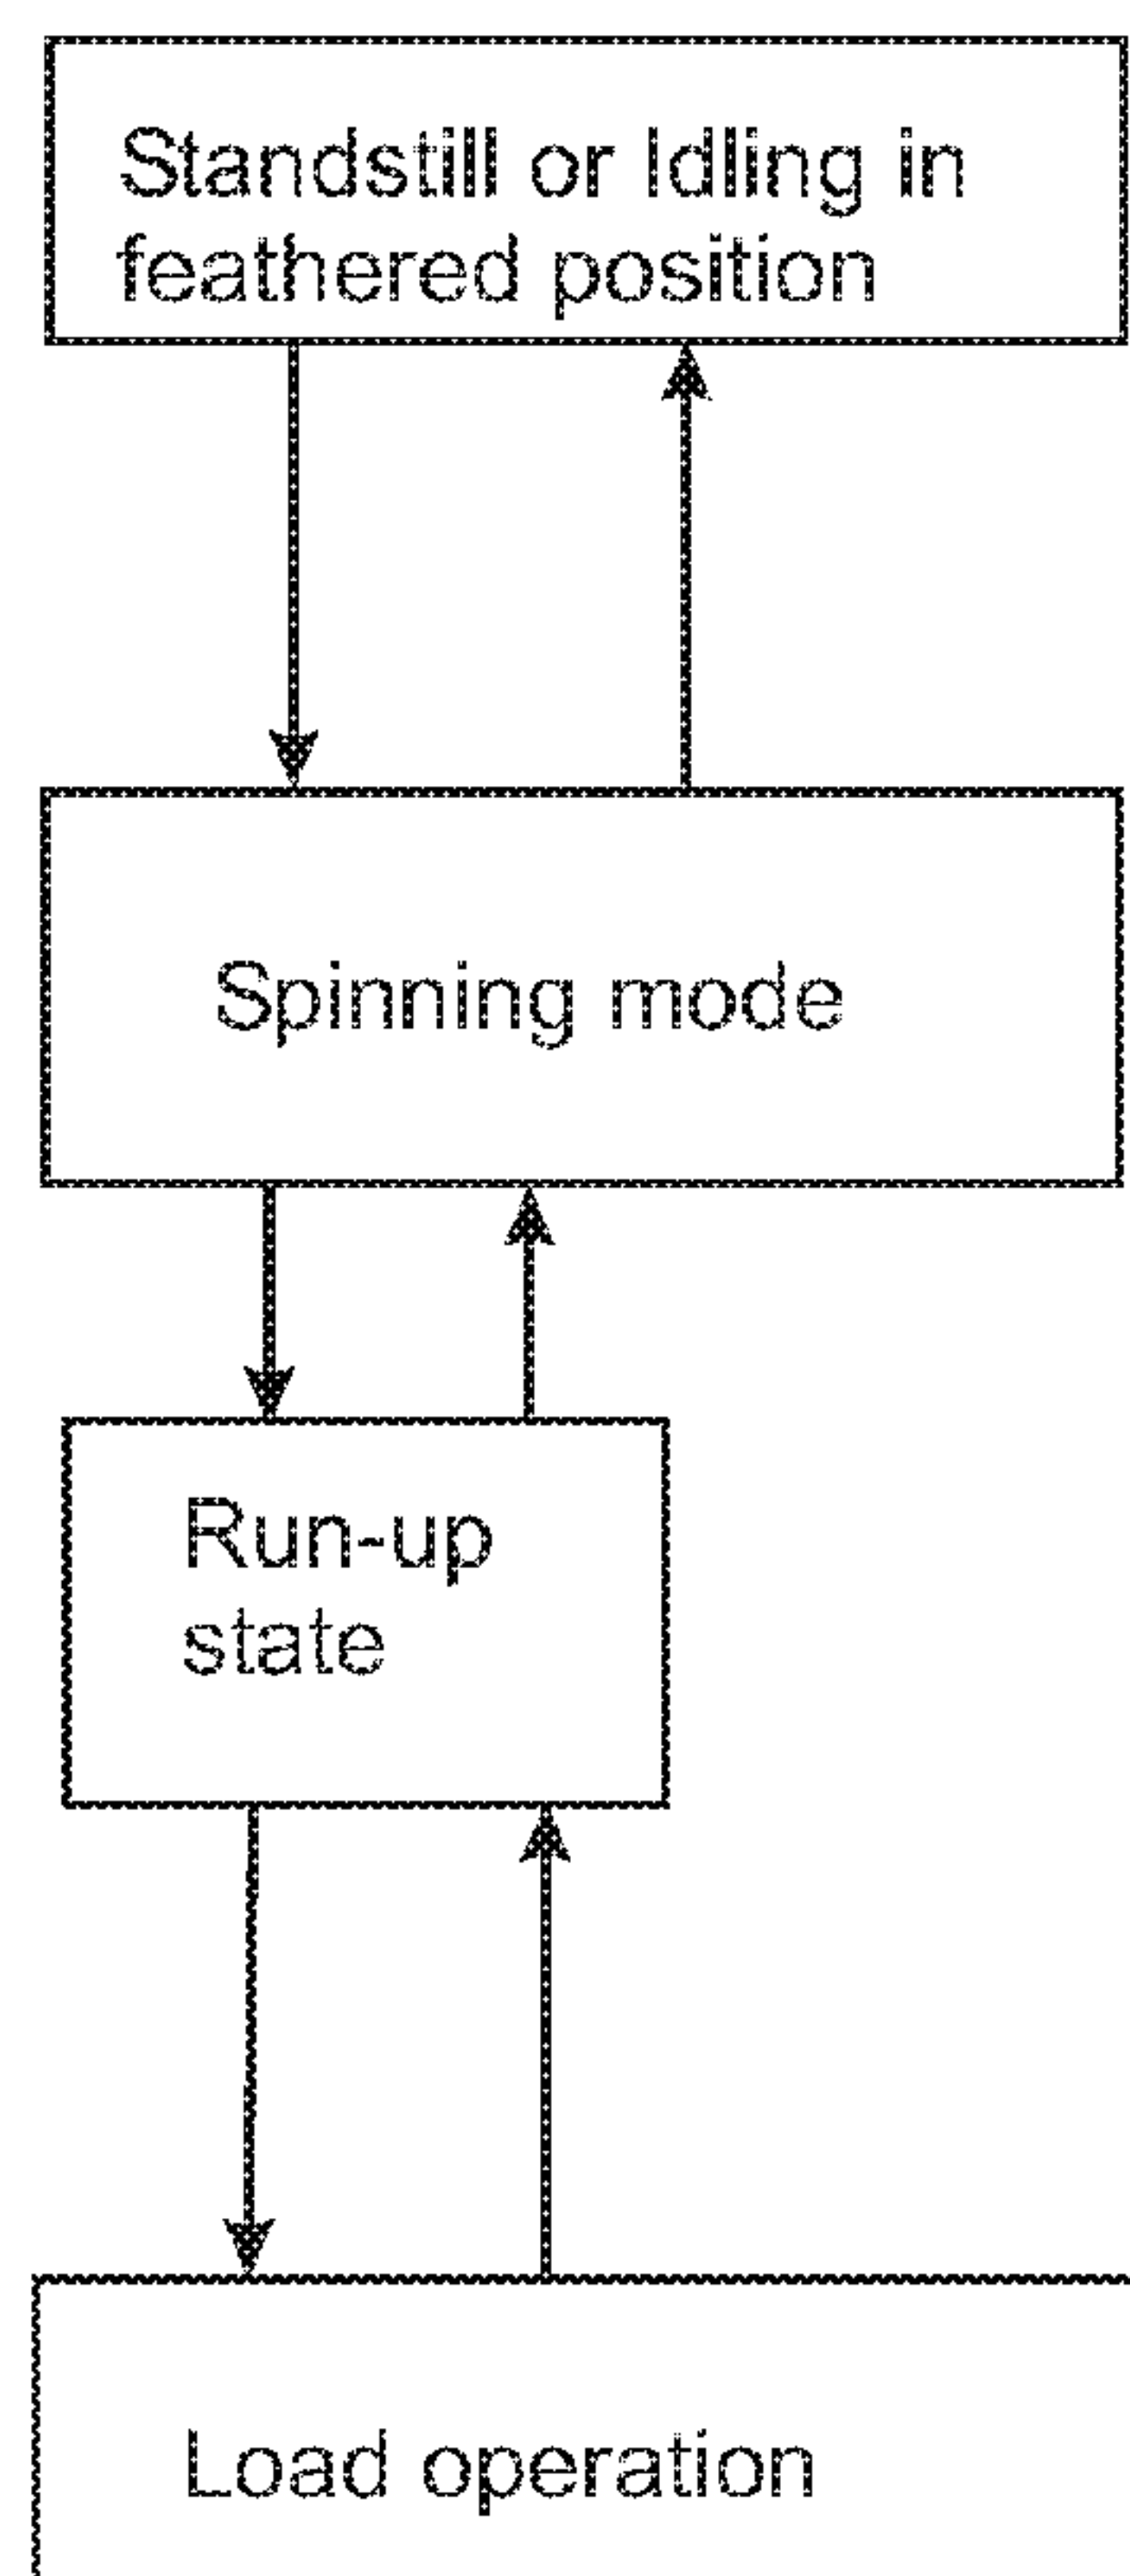 Standstill or Idling in
feathered position
Spinning mode
Run-up
state
Load operation